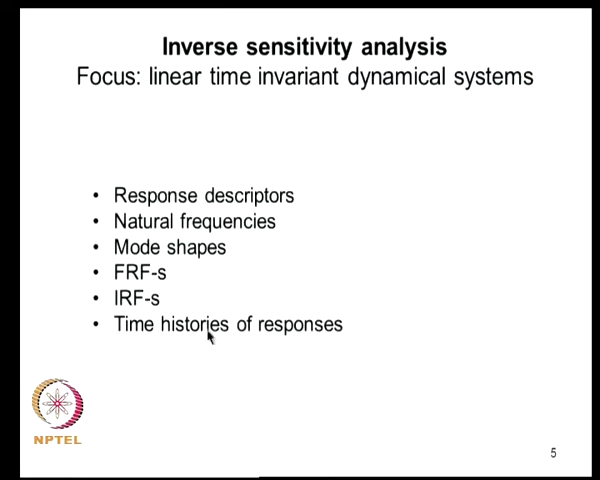 Inverse sensitivity analysis
Focus: linear time invariant dynamical systems
• Response descriptors
• Natural frequencies
• Mode shapes
• FRF-s
• IRF-s
• Time histories of responses
NPTEL
5